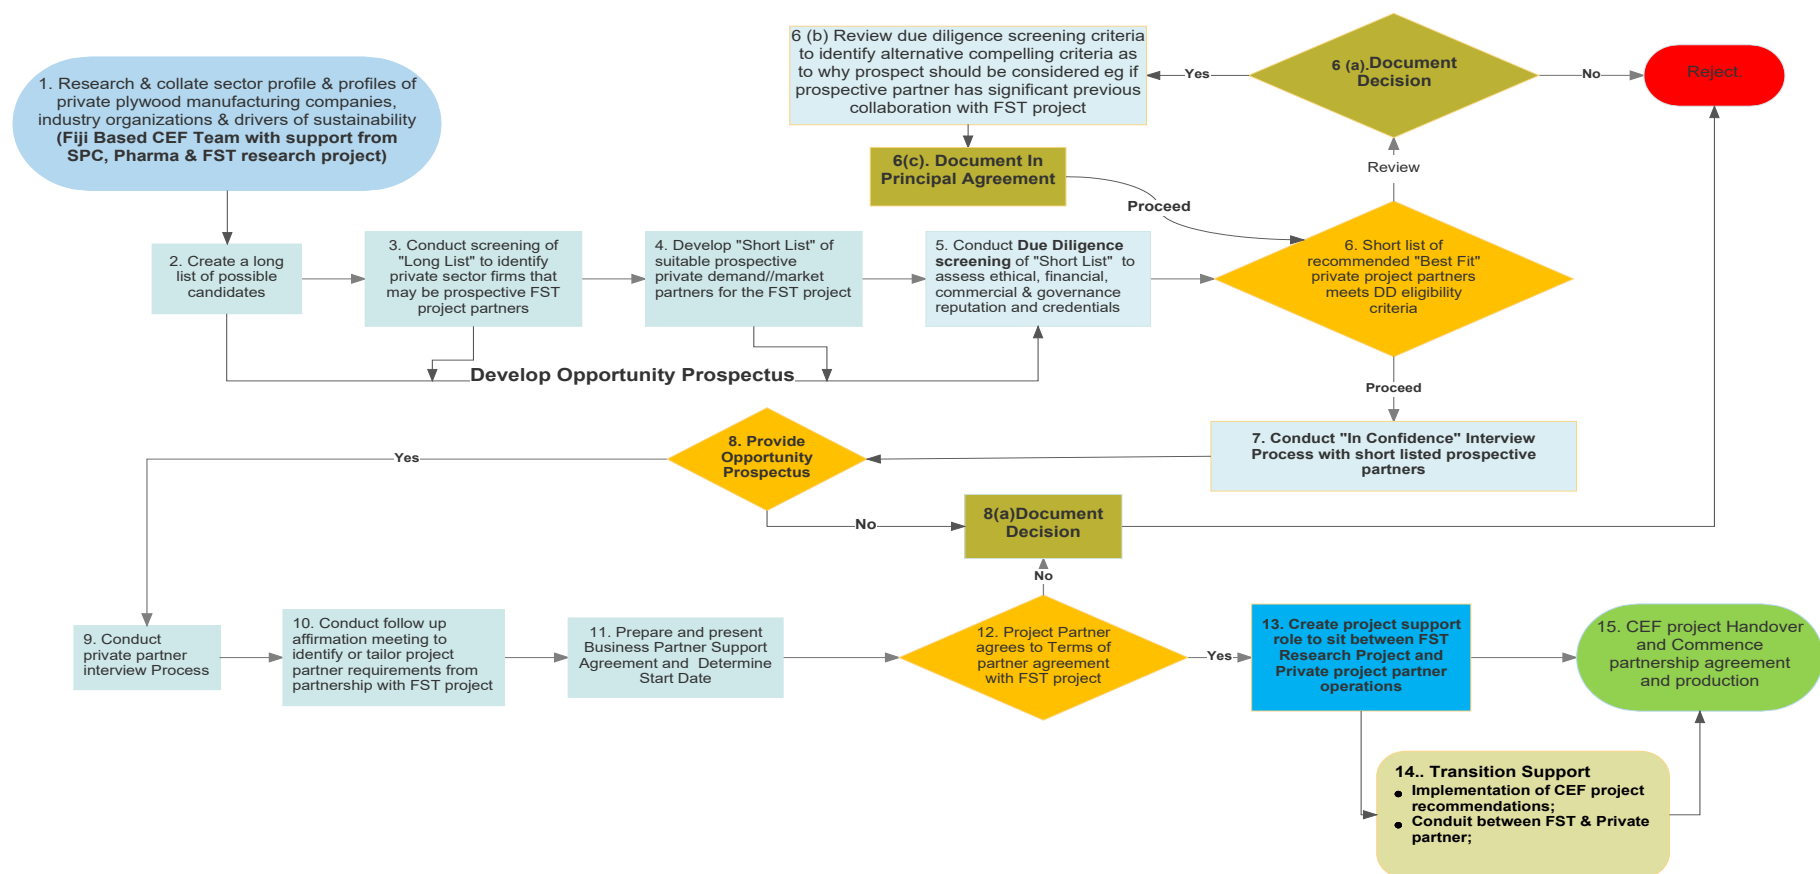 1. Research & collate sector profile & profiles of
private plywood manufacturing companies,
industry organizations & drivers of sustainability
(Fiji Based CEF Team with support from
SPC, Pharma & FST research project)
6 (b) Review due diligence screening criteria
to identify alternative compelling criteria as
to why prospect should be considered eg if
prospective partner has significant previous
collaboration with FST project
Yes
6 (a).Document
Decision
No
Reject.
6(c). Document In
Principal Agreement
Proceed
Review
2. Create a long
list of possible
candidates
3. Conduct screening of
"Long List" to identify
private sector firms that
may be prospective FST
project partners
4. Develop "Short List" of
suitable prospective
private demand//market
partners for the FST project
5. Conduct Due Diligence
screening of "Short List" to
assess ethical, financial,
commercial & governance
reputation and credentials
6. Short list of
recommended "Best Fit"
private project partners
meets DD eligibility
criteria
Develop Opportunity Prospectus
Proceed
7. Conduct "In Confidence" Interview
Process with short listed prospective
partners
8. Provide
Opportunity
Prospectus
Yes
No
8(a)Document
Decision
No
9. Conduct
private partner
interview Process
10. Conduct follow up
affirmation meeting to
identify or tailor project
partner requirements from
partnership with FST project
11. Prepare and present
Business Partner Support
Agreement and Determine
Start Date
12. Project Partner
agrees to Terms of
partner agreement
with FST project
Yes
13. Create project support
role to sit between FST
Research Project and
Private project partner
operations
15. CEF project Handover
and Commence
partnership agreement
and production
14.. Transition Support
• Implementation of CEF project
recommendations;
• Conduit between FST & Private
partner;